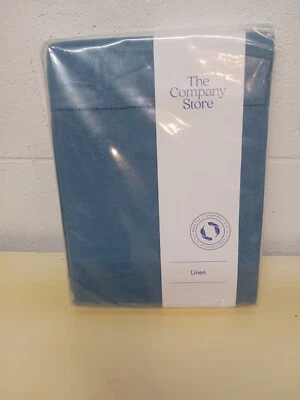 The
Company
Store
Linen